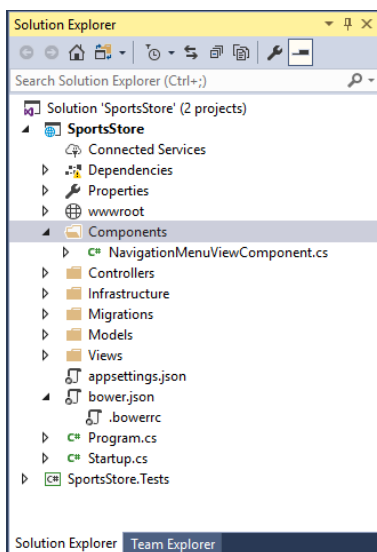 Solution Explorer
Search Solution Explorer (Ctrl+;)
Solution 'SportsStore' (2 projects)
SportsStore
Connected Services
Dependencies
Properties
wwwroot
Components
C# NavigationMenuViewComponent.cs
Controllers
Infrastructure
Migrations
Models
Views
appsettings.json
bower.json
.bowerrc
C# Program.cs
C# Startup.cs
C# SportsStore.Tests
Solution Explorer Team Explorer